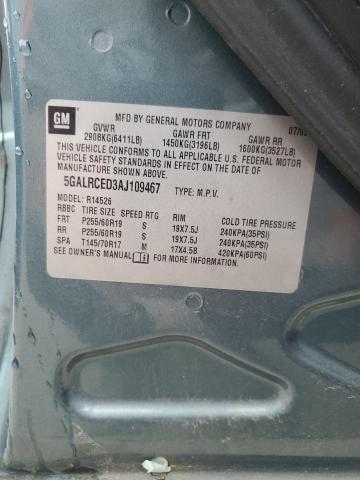 GM
MFD BY GENERAL MOTORS COMPANY 07/0
GVWR GAWR FRT GAWR RR
2908KG(6411LB) 1450KG(3196LB) 1600KG(3527LB)
THIS VEHICLE CONFORMS TO ALL APPLICABLE U.S. FEDERAL MOTOR
VEHICLE SAFETY STANDARDS IN EFFECT ON THE DATE OF
MANUFACTURE SHOWN ABOVE.
5GALRCED3AJ109467 TYPE: M.P.V.
MODEL: R14526
RBBC TIRE SIZE SPEED RTG RIM COLD TIRE PRESSURE
FRT P255/60R19 S 19X7.5J 240KPA(35PSI)
RR P255/60R19 S 19X7.5J 240KPA(35PSI)
SPA T145/70R17 M 17X4.5B 420KPA(60PSI)
SEE OWNER'S MANUAL FOR MORE INFORMATION.